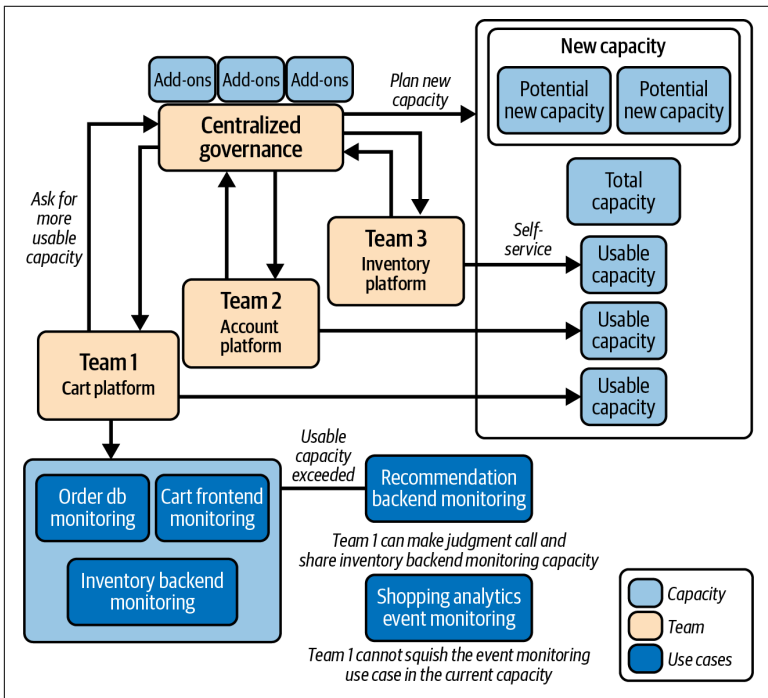 New capacity
Add-ons
Add-ons
Add-ons
Plan new
capacity
Potential
new capacity
Potential
new capacity
Centralized
governance
Ask for
more
usable
capacity
Total
capacity
Team 3
Inventory
platform
Self-
service
Usable
capacity
Team 2
Account
platform
Usable
capacity
Team 1
Cart platform
Usable
capacity
Order db
monitoring
Cart frontend
monitoring
Inventory backend
monitoring
Usable
capacity
exceeded
Recommendation
backend monitoring
Team 1 can make judgment call and
share inventory backend monitoring capacity
Shopping analytics
event monitoring
Team 1 cannot squish the event monitoring
use case in the current capacity
Capacity
Team
Use cases